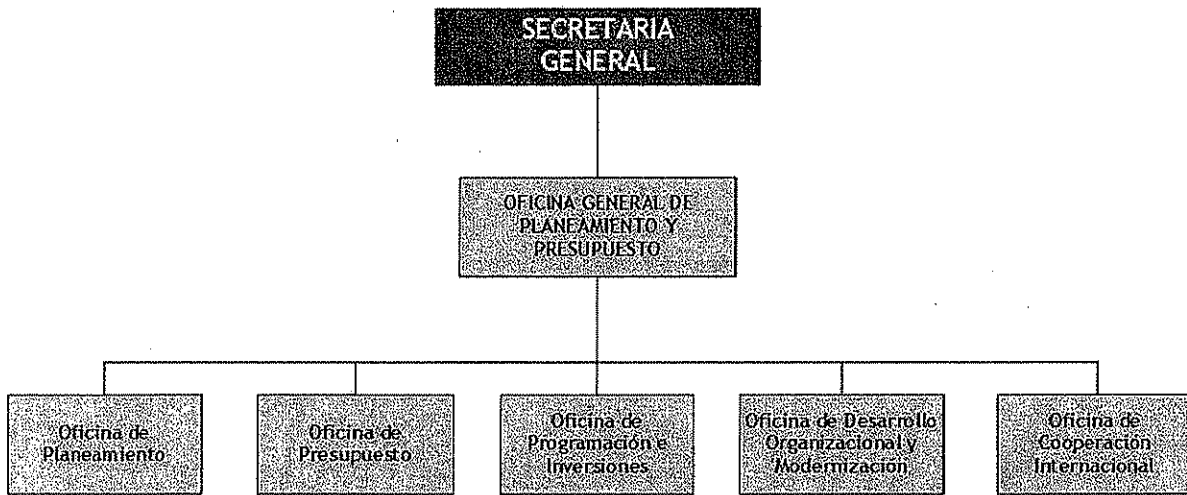 SECRETARIA
GENERAL
OFICINA GENERAL DE
PLANEAMIENTO Y
PRESUPUESTO
Oficina de
Planeamiento
Oficina de
Presupuesto
Oficina de
Programación e
Inversiones
Oficina de Desarrollo
Organizacional y
Modernización
Oficina de
Cooperación
Internacional